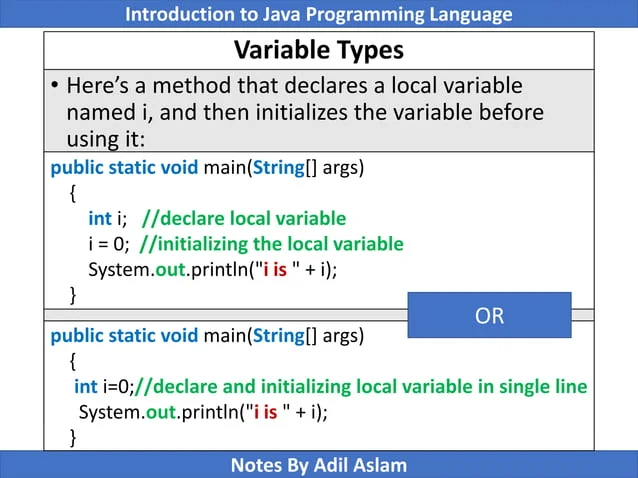 Introduction to Java Programming Language
Variable Types
• Here’s a method that declares a local variable
named i, and then initializes the variable before
using it:
public static void main(String[] args)
{
int i; //declare local variable
i = 0; //initializing the local variable
System.out.println("i is " + i);
}
OR
public static void main(String[] args)
{
int i=0;//declare and initializing local variable in single line
System.out.println("i is " + i);
}
Notes By Adil Aslam